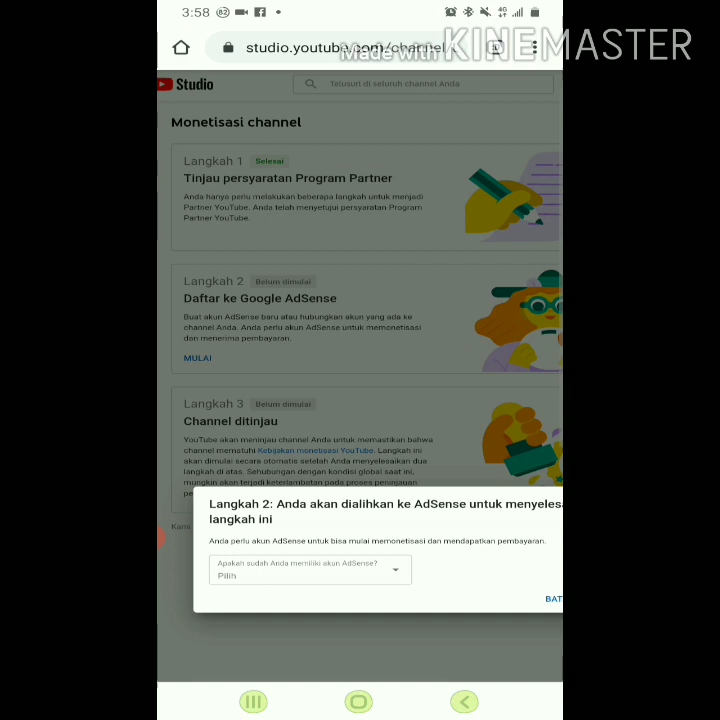 3:58 82
4G
studio.youtube.com/channel
Made with KINEMASTER
Studio
Telusuri di seluruh channel Anda
Monetisasi channel
Langkah 1 Selesai
Tinjau persyaratan Program Partner
Anda hanya perlu melakukan beberapa langkah untuk menjadi
Partner YouTube. Anda telah menyetujui persyaratan Program
Partner YouTube.
Langkah 2 Belum dimulai
Daftar ke Google AdSense
Buat akun AdSense baru atau hubungkan akun yang ada ke
channel Anda. Anda perlu akun AdSense untuk memonetisasi
dan menerima pembayaran.
MULAI
Langkah 3 Belum dimulai
Channel ditinjau
YouTube akan meninjau channel Anda untuk memastikan bahwa
channel mematuhi Kebijakan monetisasi YouTube. Langkah ini
akan dimulai secara otomatis setelah Anda menyelesaikan dua
langkah di atas. Sehubungan dengan kondisi global saat ini,
mungkin akan terjadi keterlambatan pada proses peninjauan
pe
Kami
Langkah 2: Anda akan dialihkan ke AdSense untuk menyelesa
langkah ini
Anda perlu akun AdSense untuk bisa mulai memonetisasi dan mendapatkan pembayaran.
Apakah sudah Anda memiliki akun AdSense?
Pilih
BAT